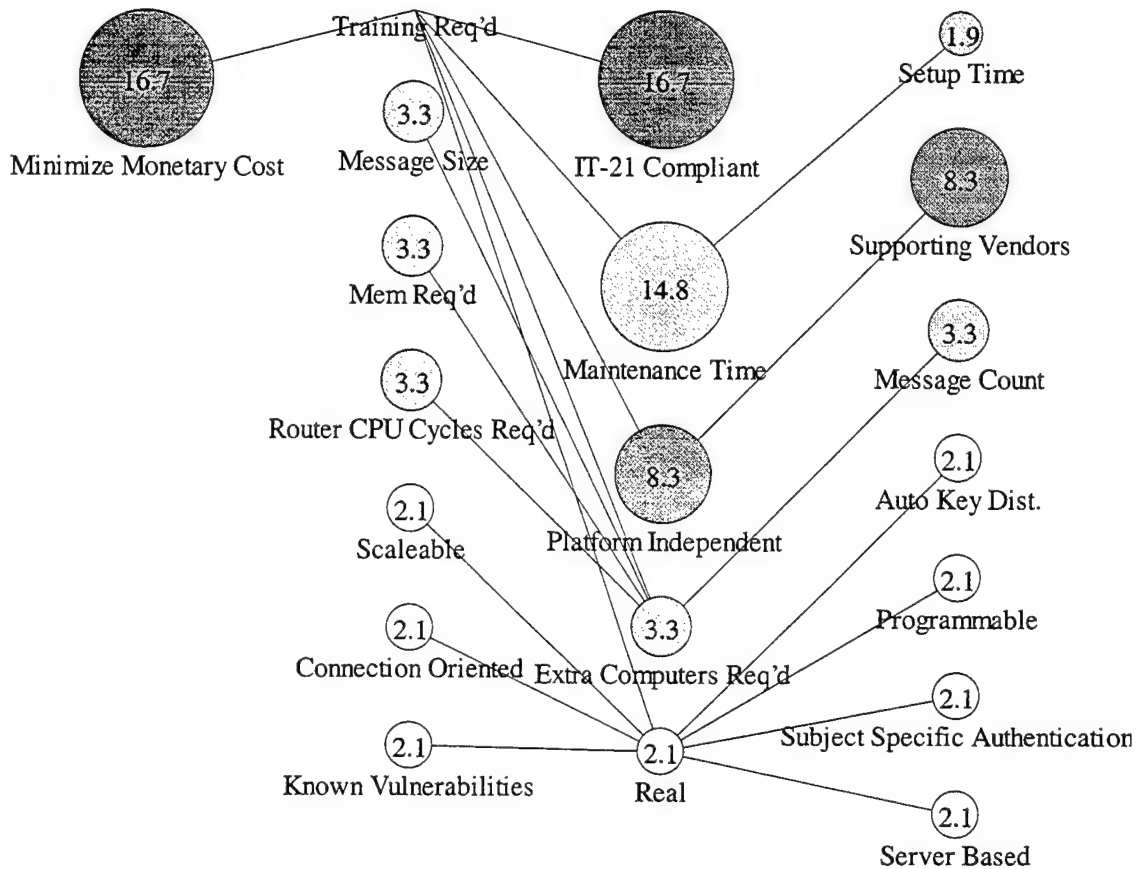 Training Req'd
16.7
Minimize Monetary Cost
3.3
Message Size
16.7
IT-21 Compliant
1.9
Setup Time
8.3
Supporting Vendors
3.3
Mem Req'd
14.8
Maintenance Time
3.3
Message Count
3.3
Router CPU Cycles Req'd
8.3
Platform Independent
2.1
Auto Key Dist.
2.1
Scaleable
2.1
Programmable
3.3
Extra Computers Req'd
2.1
Connection Oriented
2.1
Subject Specific Authentication
2.1
Known Vulnerabilities
2.1
Real
2.1
Server Based